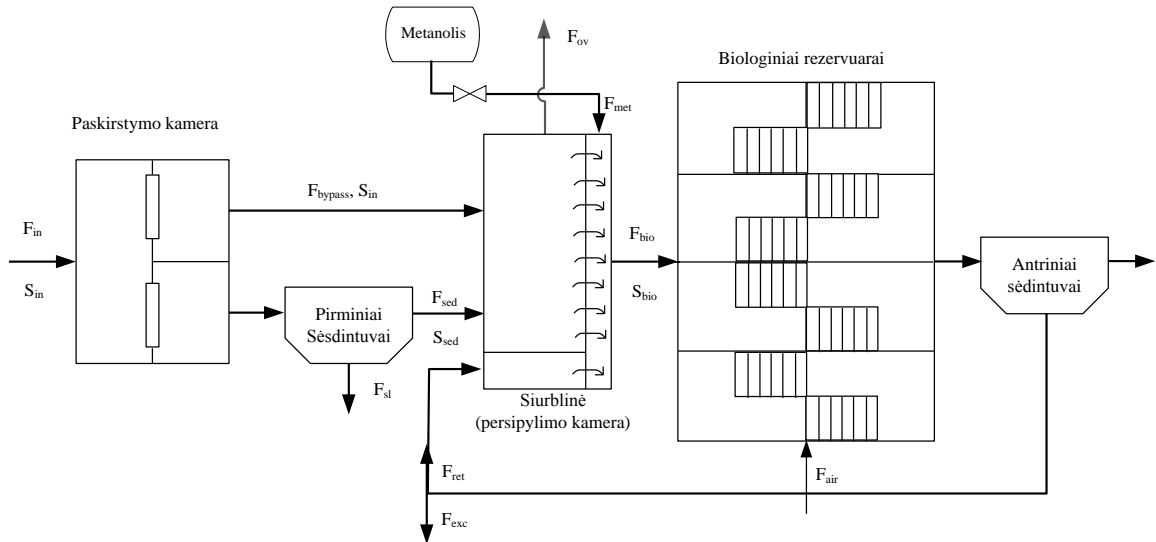 Metanolis
F_ov
Biologiniai rezervuarai
F_met
Paskirstymo kamera
F_bypass, S_in
F_in
S_in
F_bio
S_bio
Antriniai
sėdintuvai
Pirminiai
Sėsdintuvai
F_sed
S_sed
F_sl
Siurblinė
(persipylimo kamera)
F_ret
F_air
F_exc